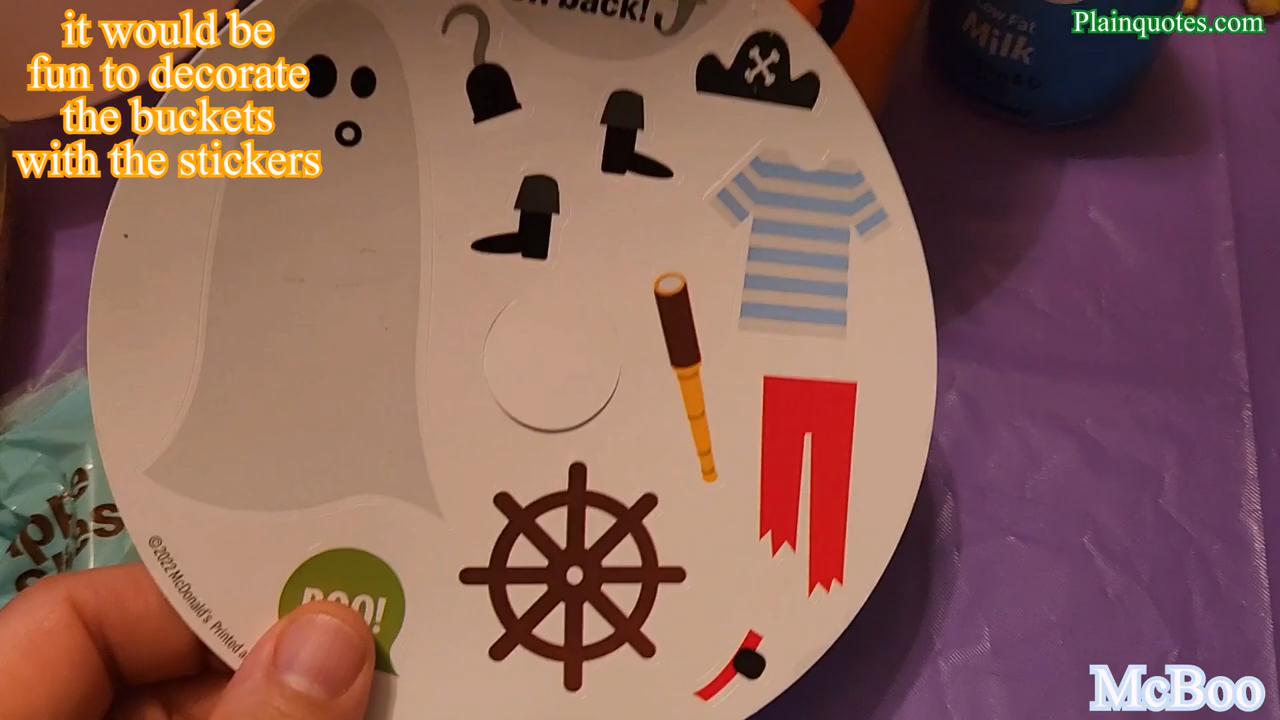 it would be
fun to decorate
the buckets
with the stickers
Plainquotes.com
back!
Low Fat
Milk
BOO!
©2022 McDonald's Printed
McBoo